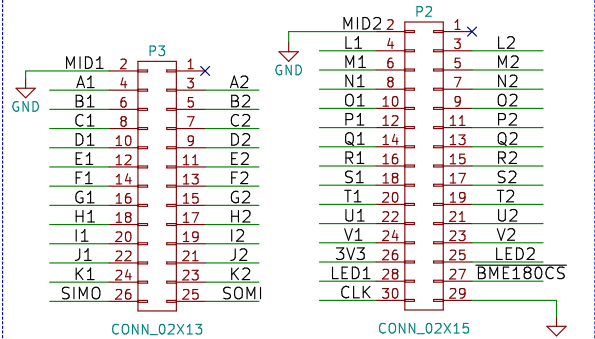 P2
MID2 2 1
P3
L1 4 3 L2
MID1 2 1
M1 6 5 M2
GND
A1 4 3 A2
N1 8 7 N2
GND
B1 6 5 B2
O1 10 9 O2
C1 8 7 C2
P1 12 11 P2
D1 10 9 D2
Q1 14 13 Q2
E1 12 11 E2
R1 16 15 R2
F1 14 13 F2
S1 18 17 S2
G1 16 15 G2
T1 20 19 T2
H1 18 17 H2
U1 22 21 U2
I1 20 19 I2
V1 24 23 V2
J1 22 21 J2
3V3 26 25 LED2
K1 24 23 K2
LED1 28 27 BME180CS
SIMO 26 25 SOMI
CLK 30 29
CONN_02X13
CONN_02X15